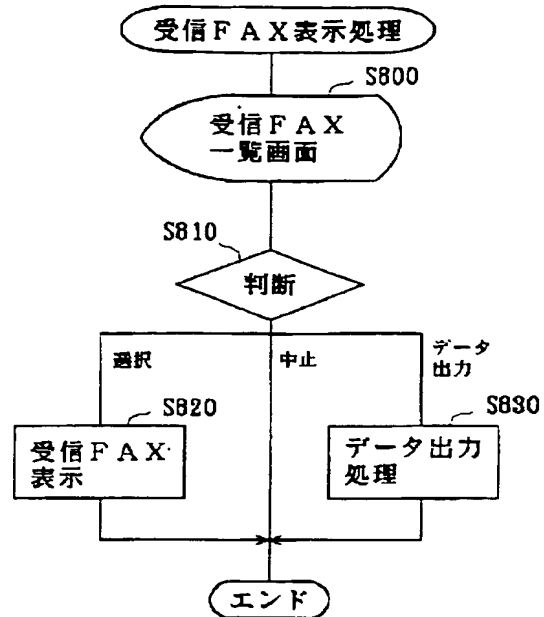 受信ＦＡＸ表示処理
S800
受信ＦＡＸ
一覧画面
S810
判断
選択
中止
データ
出力
S820
S830
受信ＦＡＸ
表示
データ出力
処理
エンド